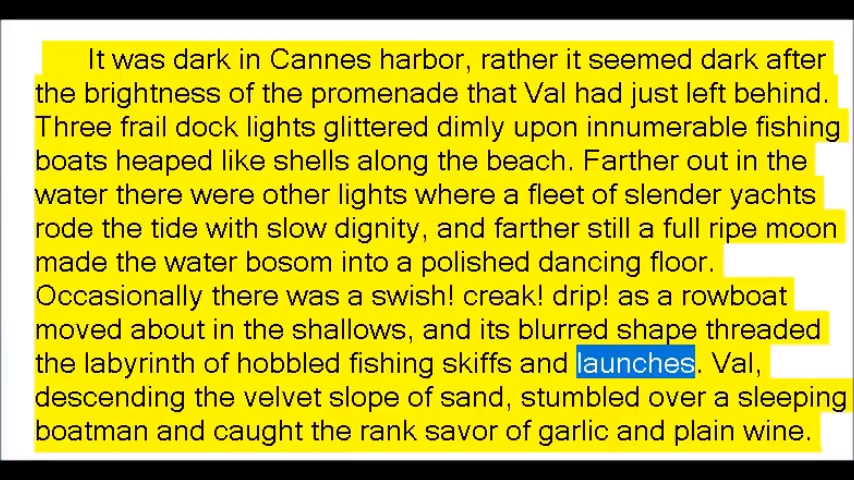 It was dark in Cannes harbor, rather it seemed dark after
the brightness of the promenade that Val had just left behind.
Three frail dock lights glittered dimly upon innumerable fishing
boats heaped like shells along the beach. Farther out in the
water there were other lights where a fleet of slender yachts
rode the tide with slow dignity, and farther still a full ripe moon
made the water bosom into a polished dancing floor.
Occasionally there was a swish! creak! drip! as a rowboat
moved about in the shallows, and its blurred shape threaded
the labyrinth of hobbled fishing skiffs and launches. Val,
descending the velvet slope of sand, stumbled over a sleeping
boatman and caught the rank savor of garlic and plain wine.